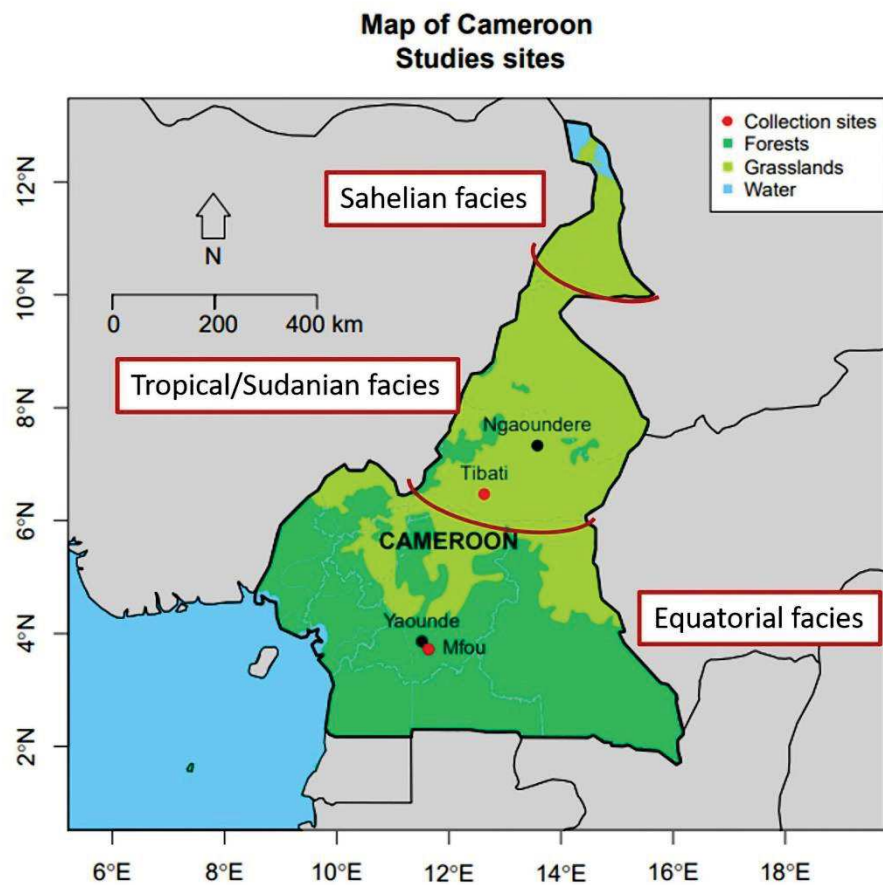 Map of Cameroon
Studies sites
Collection sites
Forests
Grasslands
Water
Sahelian facies
N
0 200 400 km
Tropical/Sudanian facies
Ngaoundere
Tibati
CAMEROON
Equatorial facies
Yaounde
Mfou
12°N
10°N
8°N
6°N
4°N
2°N
6°E 8°E 10°E 12°E 14°E 16°E 18°E